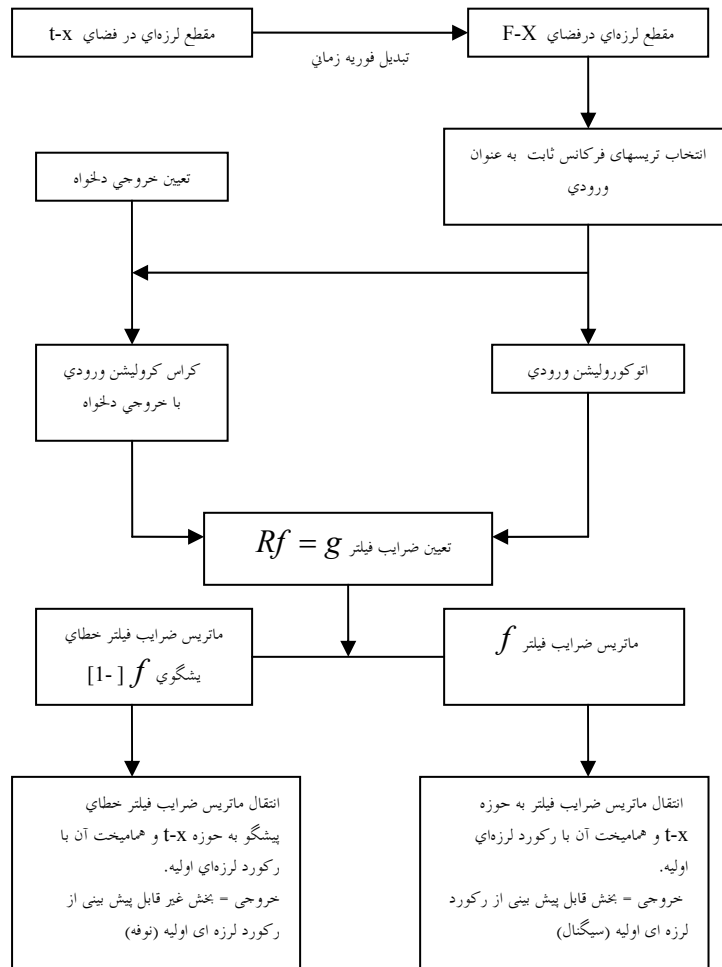 مقطع لرزه‌اي در فضاي t-x
مقطع لرزه‌اي درفضاي F-X
تبديل فوريه زماني
انتخاب تريسهای فركانس ثابت به عنوان
ورودي
تعيين خروجي دلخواه
كراس كروليشن ورودي
با خروجي دلخواه
اتوكوروليشن ورودي
تعيين ضرايب فيلتر Rf = g
ماتريس ضرايب فيلتر خطاي
يشگوي f [ -1]
ماتريس ضرايب فيلتر f
انتقال ماتريس ضرايب فيلتر خطاي
پيشگو به حوزه t-x و هماميخت آن با
ركورد لرزه‌اي اوليه.
خروجی = بخش غير قابل پيش بينی از
ركورد لرزه ای اوليه (نوفه)
انتقال ماتريس ضرايب فيلتر به حوزه
t-x و هماميخت آن با ركورد لرزه‌اي
اوليه.
خروجی = بخش قابل پيش بينی از ركورد
لرزه ای اوليه (سيگنال)